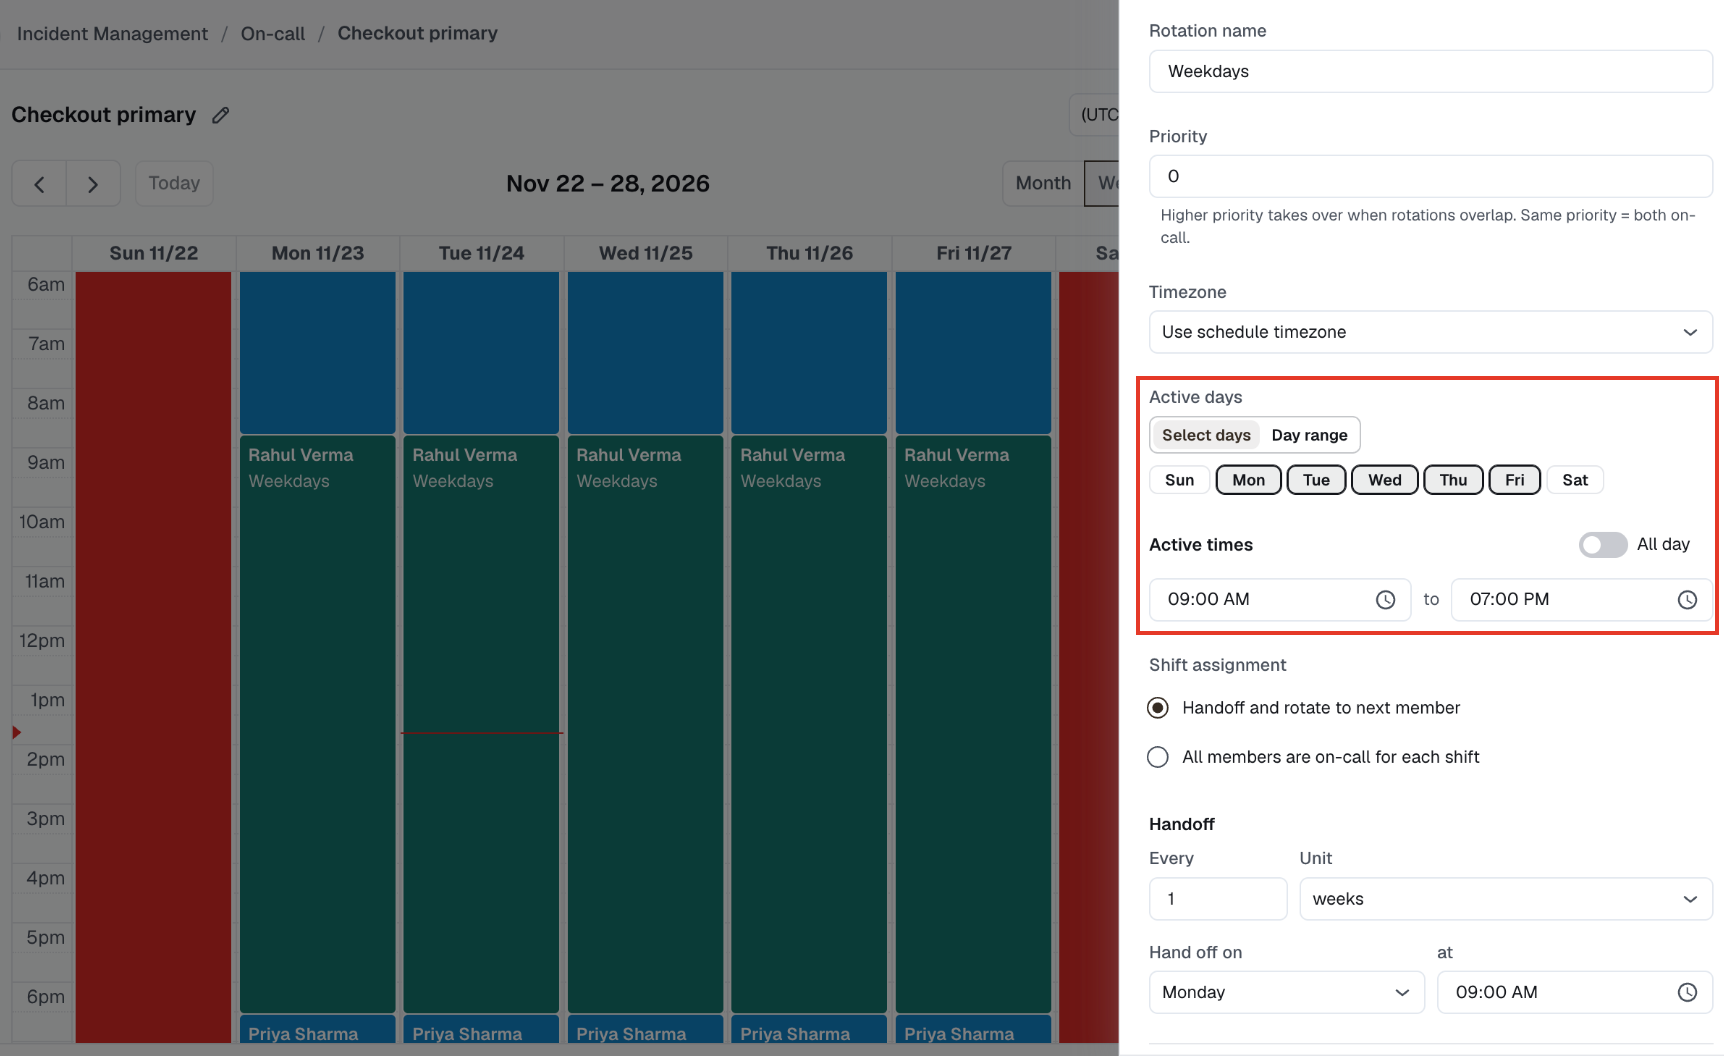 Incident Management / On-call / Checkout primary
Checkout primary
(UTC
Today
Nov 22 – 28, 2026
Month
Sun 11/22 Mon 11/23 Tue 11/24 Wed 11/25 Thu 11/26 Fri 11/27 Sa
6am
7am
8am
9am
10am
11am
12pm
1pm
2pm
3pm
4pm
5pm
6pm
Rahul Verma Rahul Verma Rahul Verma Rahul Verma Rahul Verma
Weekdays Weekdays Weekdays Weekdays Weekdays
Priya Sharma Priya Sharma Priya Sharma Priya Sharma Priya Sharma
Rotation name
Weekdays
Priority
0
Higher priority takes over when rotations overlap. Same priority = both on-
call.
Timezone
Use schedule timezone
Active days
Select days Day range
Sun Mon Tue Wed Thu Fri Sat
Active times All day
09:00 AM to 07:00 PM
Shift assignment
Handoff and rotate to next member
All members are on-call for each shift
Handoff
Every Unit
1 weeks
Hand off on at
Monday 09:00 AM